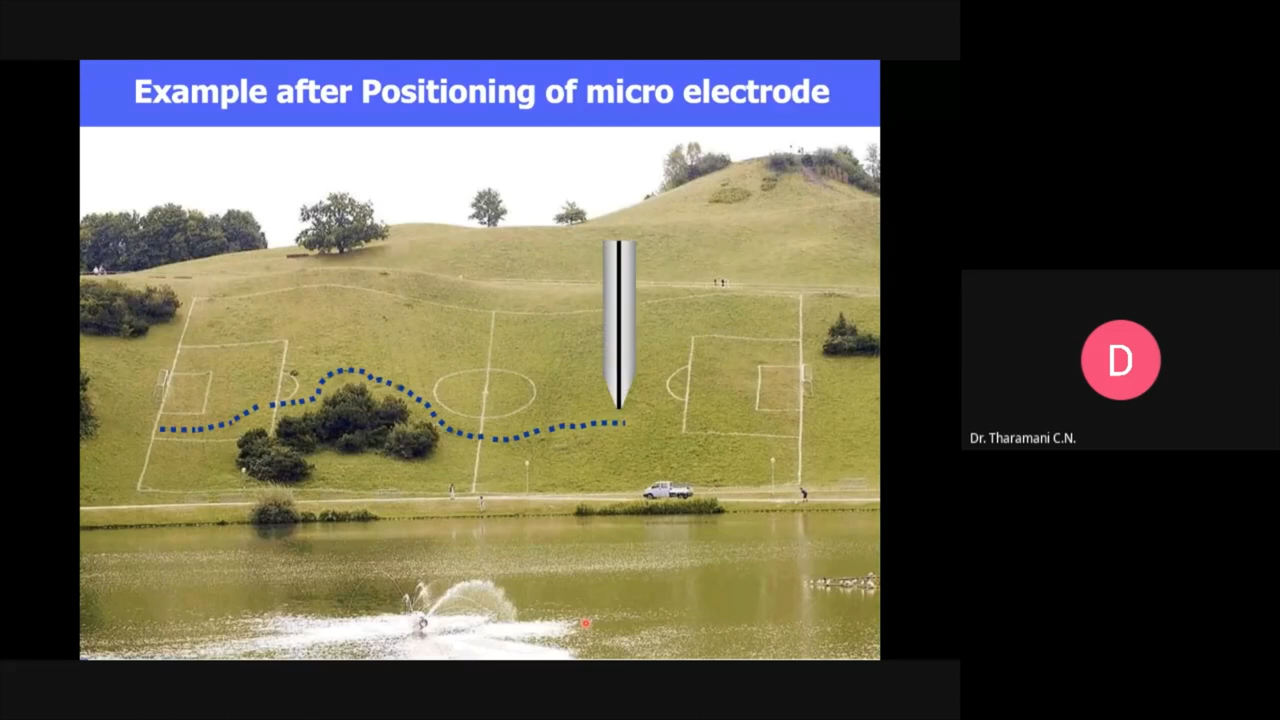 Example after Positioning of micro electrode
D
Dr. Tharamani C.N.